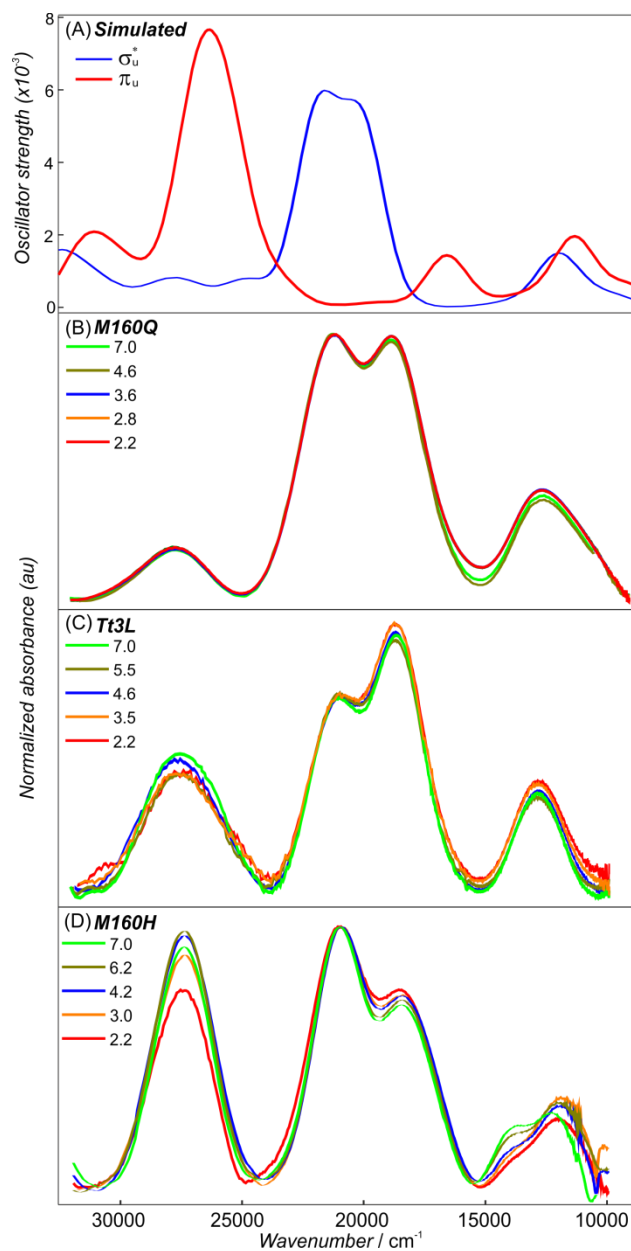 (A) Simulated
σu*
πu
Oscillator strength (x10-3)
8
6
4
2
0
(B) M160Q
7.0
4.6
3.6
2.8
2.2
Normalized absorbance (au)
(C) Tt3L
7.0
5.5
4.6
3.5
2.2
(D) M160H
7.0
6.2
4.2
3.0
2.2
30000 25000 20000 15000 10000
Wavenumber / cm-1